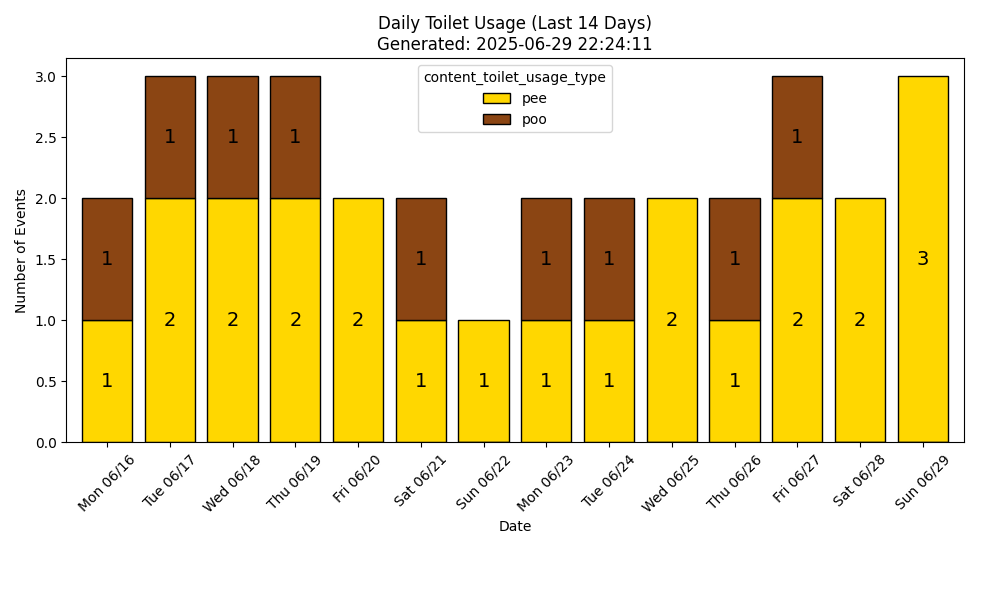 Daily Toilet Usage (Last 14 Days)
Generated: 2025-06-29 22:24:11
content_toilet_usage_type
pee
poo
Number of Events
3.0
2.5
2.0
1.5
1.0
0.5
0.0
1 1 1 1
1 1 1 1 1 3
2 2 2 2 2 2 2
1 1 1 1 1 1
Mon 06/16
Tue 06/17
Wed 06/18
Thu 06/19
Fri 06/20
Sat 06/21
Sun 06/22
Mon 06/23
Tue 06/24
Wed 06/25
Thu 06/26
Fri 06/27
Sat 06/28
Sun 06/29
Date